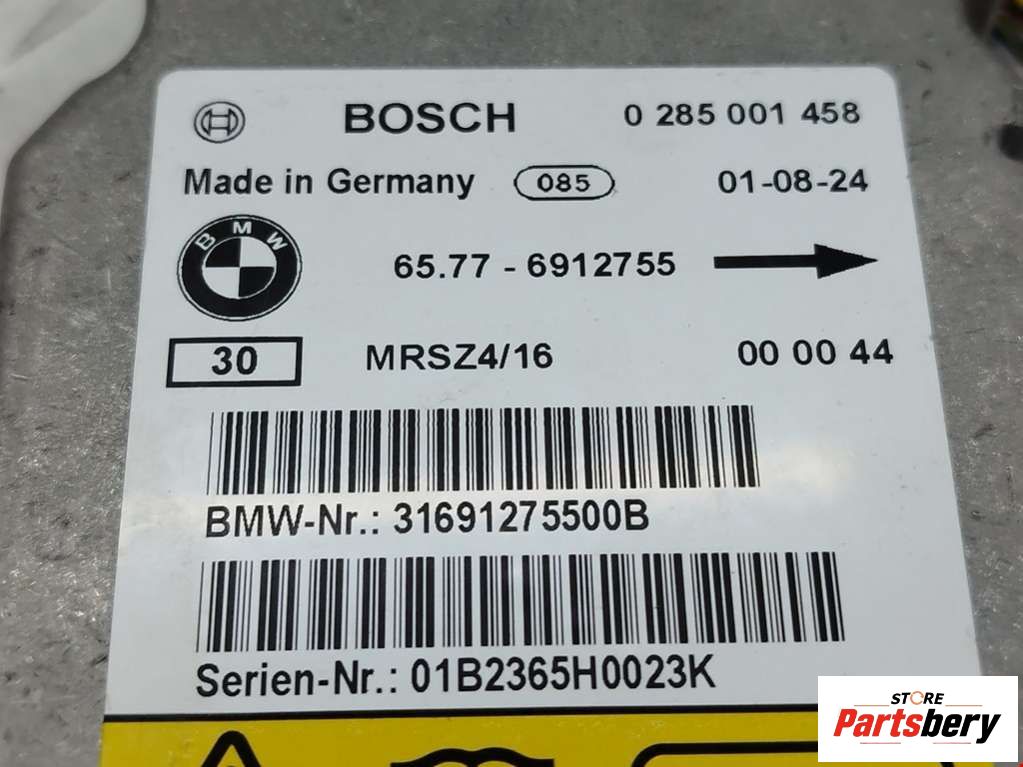 BOSCH 0 285 001 458
Made in Germany 085 01-08-24
BMW
65.77 - 6912755
30 MRSZ4/16 00 00 44
BMW-Nr.: 31691275500B
Serien-Nr.: 01B2365H0023K
STORE
Partsbery